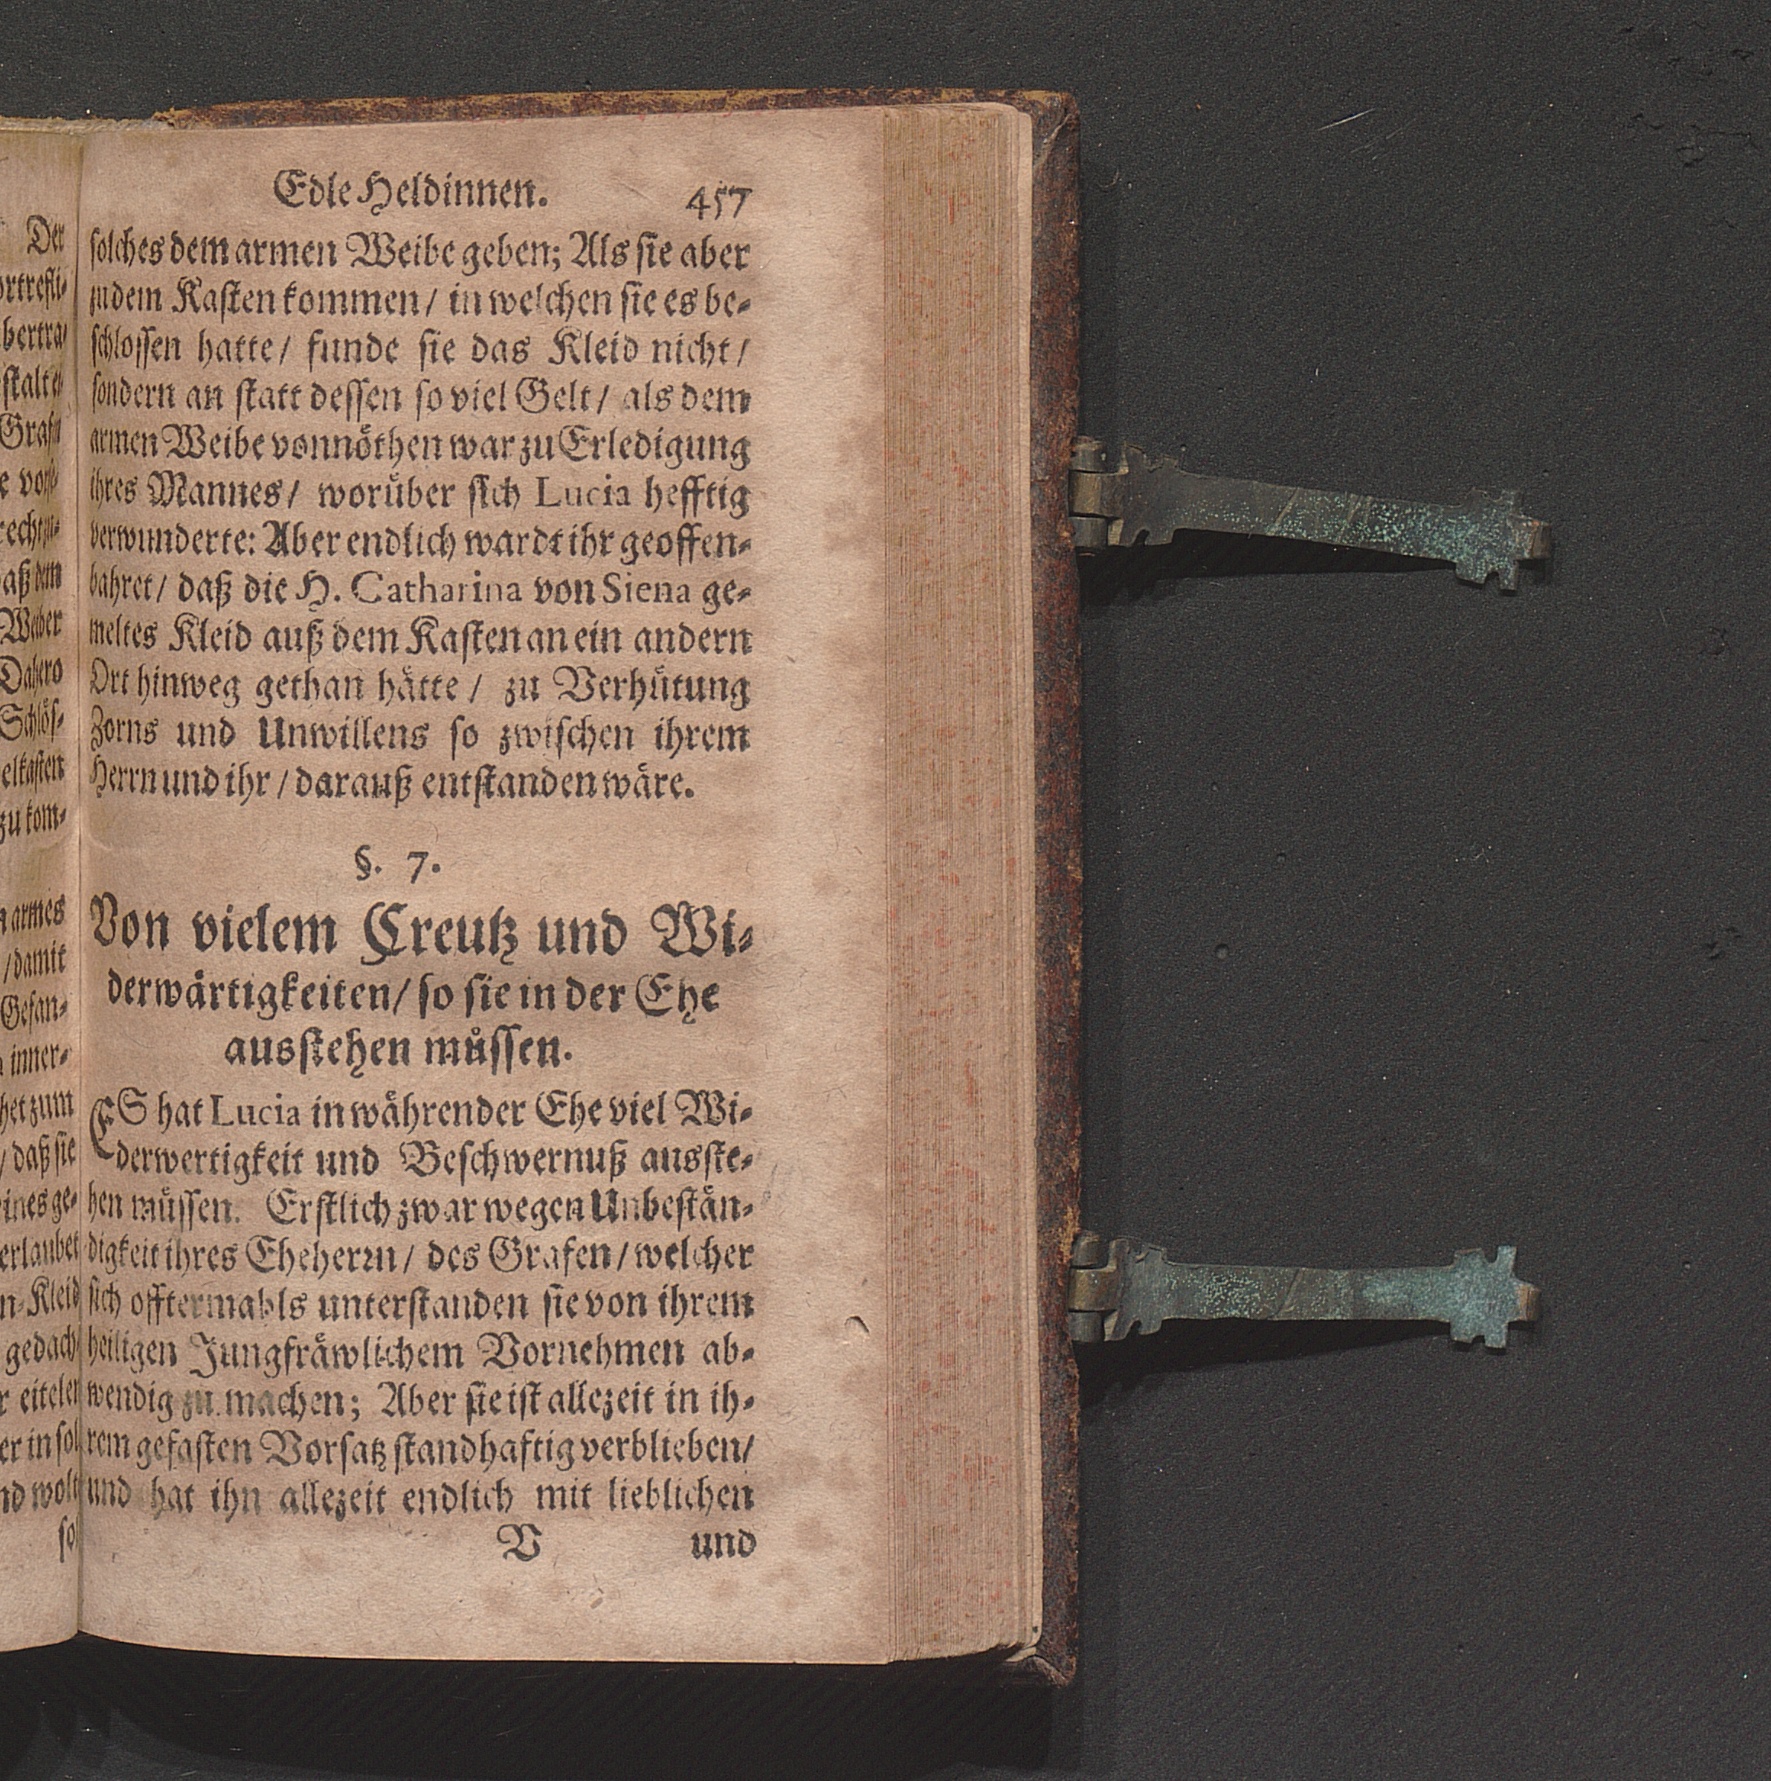 Edle Heldinnen. 457
solches dem armen Weibe geben; Als sie aber
zu dem Kasten kommen / in welchen sie es be-
schlossen hatte / funde sie das Kleid nicht /
sondern an statt dessen so viel Gelt / als dem
armen Weibe vonnöthen war zu Erledigung
ihres Mannes / worüber sich Lucia hefftig
verwunderte: Aber endlich wardt ihr geoffen-
bahret / daß die H. Catharina von Siena ge-
meltes Kleid auß dem Kasten an ein andern
Ort hinweg gethan hätte / zu Verhütung
Zorns und Unwillens so zwischen ihrem
Herrn und ihr / darauß entstanden wäre.
§. 7.
Von vielem Creutz und Wi-
derwärtigkeiten / so sie in der Ehe
ausstehen müssen.
ES hat Lucia in währender Ehe viel Wi-
derwertigkeit und Beschwernuß ausste-
hen müssen. Erstlich zwar wegen Unbestän-
digkeit ihres Eheherrn / des Grafen / welcher
sich offtermahls unterstanden sie von ihrem
heiligen Jungfräwlichem Vornehmen ab-
wendig zu machen; Aber sie ist allezeit in ih-
rem gefasten Vorsatz standhaftig verblieben /
und hat ihn allezeit endlich mit lieblichen
V und